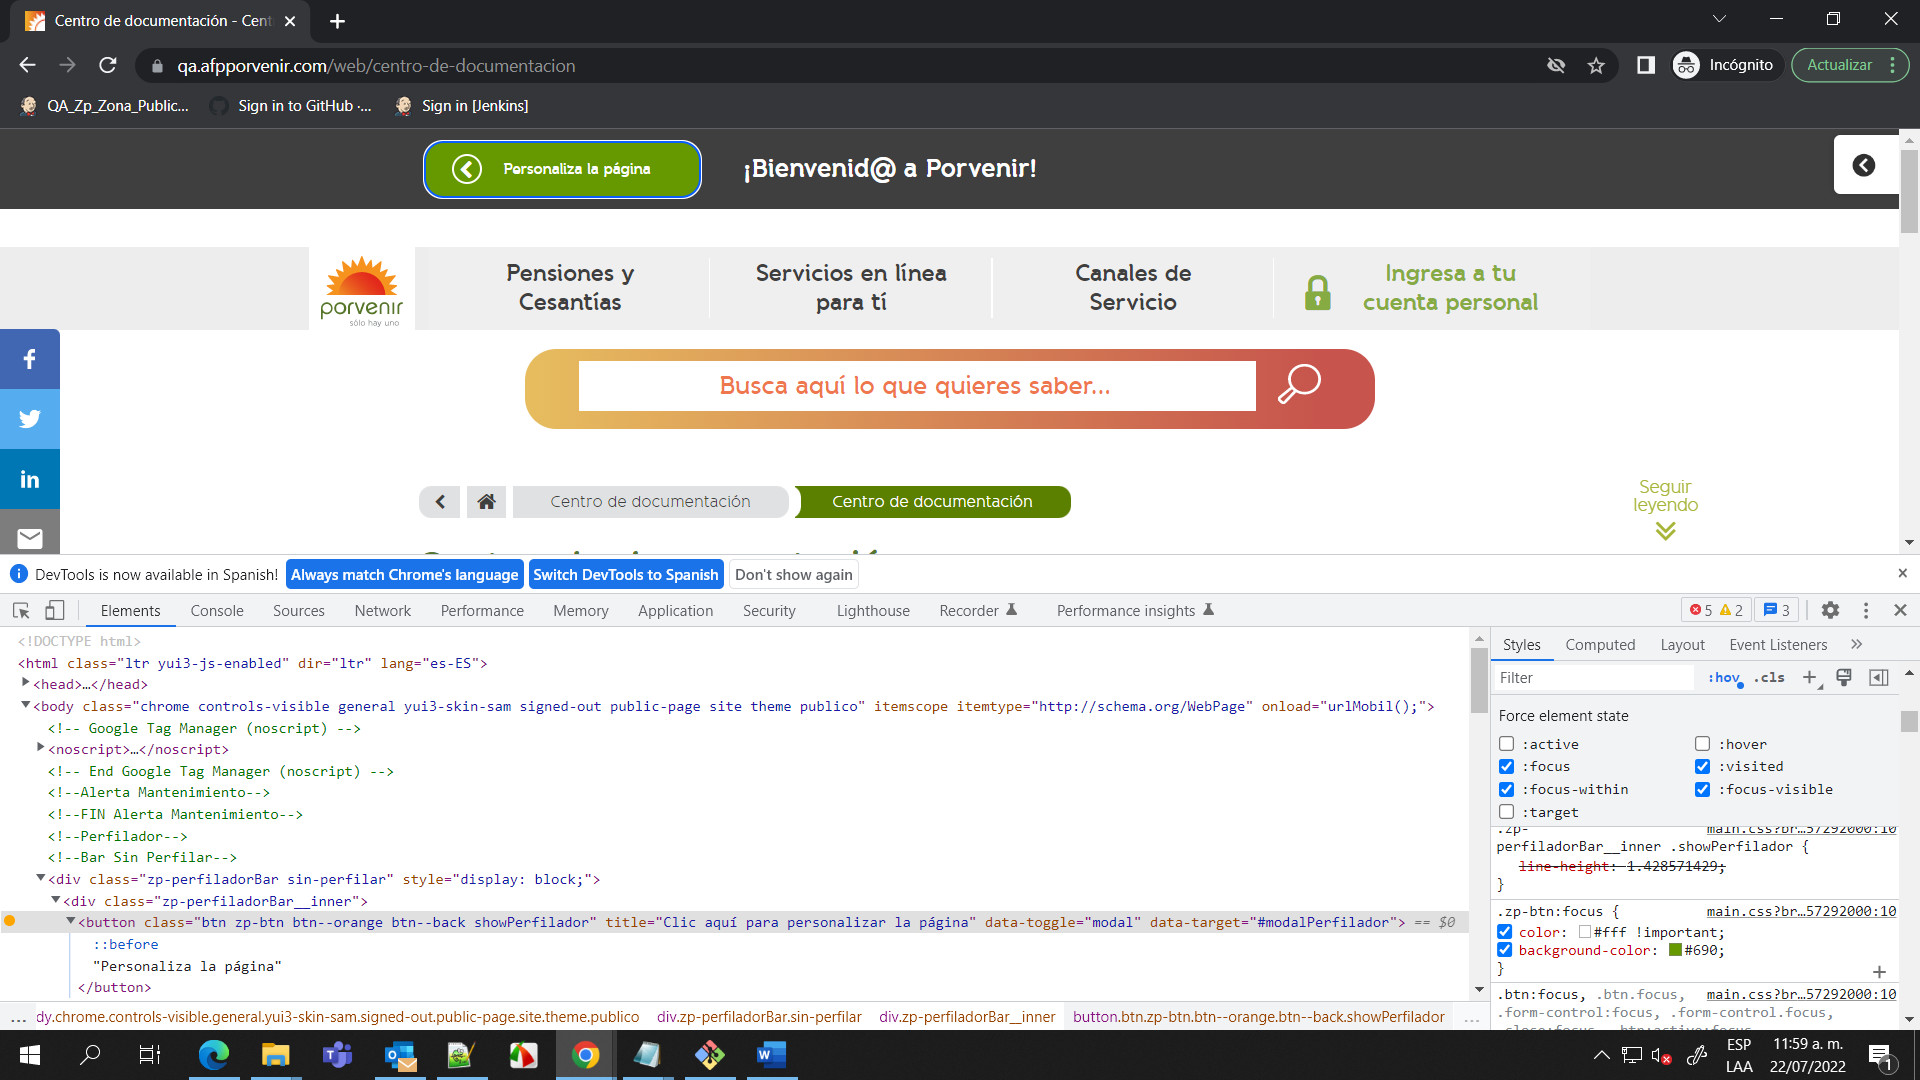 Centro de documentación - Cent
qa.afpporvenir.com/web/centro-de-documentacion
Incógnito
Actualizar
QA_Zp_Zona_Public...
Sign in to GitHub ·...
Sign in [Jenkins]
Personaliza la página
¡Bienvenid@ a Porvenir!
porvenir
sólo hay uno
Pensiones y
Cesantías
Servicios en línea
para tí
Canales de
Servicio
Ingresa a tu
cuenta personal
f
in
Busca aquí lo que quieres saber...
Centro de documentación
Centro de documentación
Seguir
leyendo
DevTools is now available in Spanish!
Always match Chrome's language
Switch DevTools to Spanish
Don't show again
Elements
Console
Sources
Network
Performance
Memory
Application
Security
Lighthouse
Recorder
Performance insights
5
2
3
<!DOCTYPE html>
<html class="ltr yui3-js-enabled" dir="ltr" lang="es-ES">
<head>…</head>
<body class="chrome controls-visible general yui3-skin-sam signed-out public-page site theme publico" itemscope itemtype="http://schema.org/WebPage" onload="urlMobil();">
<!-- Google Tag Manager (noscript) -->
<noscript>…</noscript>
<!-- End Google Tag Manager (noscript) -->
<!--Alerta Mantenimiento-->
<!--FIN Alerta Mantenimiento-->
<!--Perfilador-->
<!--Bar Sin Perfilar-->
<div class="zp-perfiladorBar sin-perfilar" style="display: block;">
<div class="zp-perfiladorBar__inner">
<button class="btn zp-btn btn--orange btn--back showPerfilador" title="Clic aquí para personalizar la página" data-toggle="modal" data-target="#modalPerfilador"> == $0
::before
"Personaliza la página"
</button>
... dy.chrome.controls-visible.general.yui3-skin-sam.signed-out.public-page.site.theme.publico
div.zp-perfiladorBar.sin-perfilar
div.zp-perfiladorBar__inner
button.btn.zp-btn.btn--orange.btn--back.showPerfilador
...
Styles
Computed
Layout
Event Listeners
Filter
:hov
.cls
Force element state
:active
:hover
:focus
:visited
:focus-within
:focus-visible
:target
.zp-
main.css?br…57292000:10
perfiladorBar__inner .showPerfilador {
line-height: 1.428571429;
}
.zp-btn:focus {
main.css?br…57292000:10
color: #fff !important;
background-color: #690;
}
.btn:focus, .btn.focus,
main.css?br…57292000:10
.form-control:focus, .form-control.focus,
.close:focus, .btn:active:focus,
ESP
LAA
11:59 a. m.
22/07/2022
1